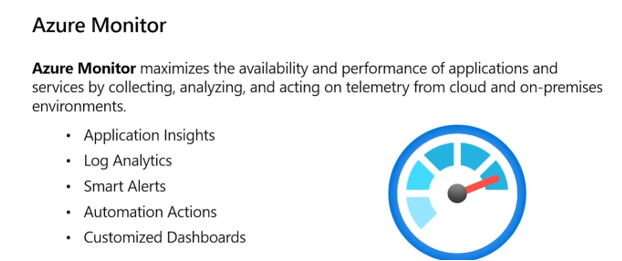 Azure Monitor
Azure Monitor maximizes the availability and performance of applications and
services by collecting, analyzing, and acting on telemetry from cloud and on-premises
environments.
• Application Insights
• Log Analytics
• Smart Alerts
• Automation Actions
• Customized Dashboards